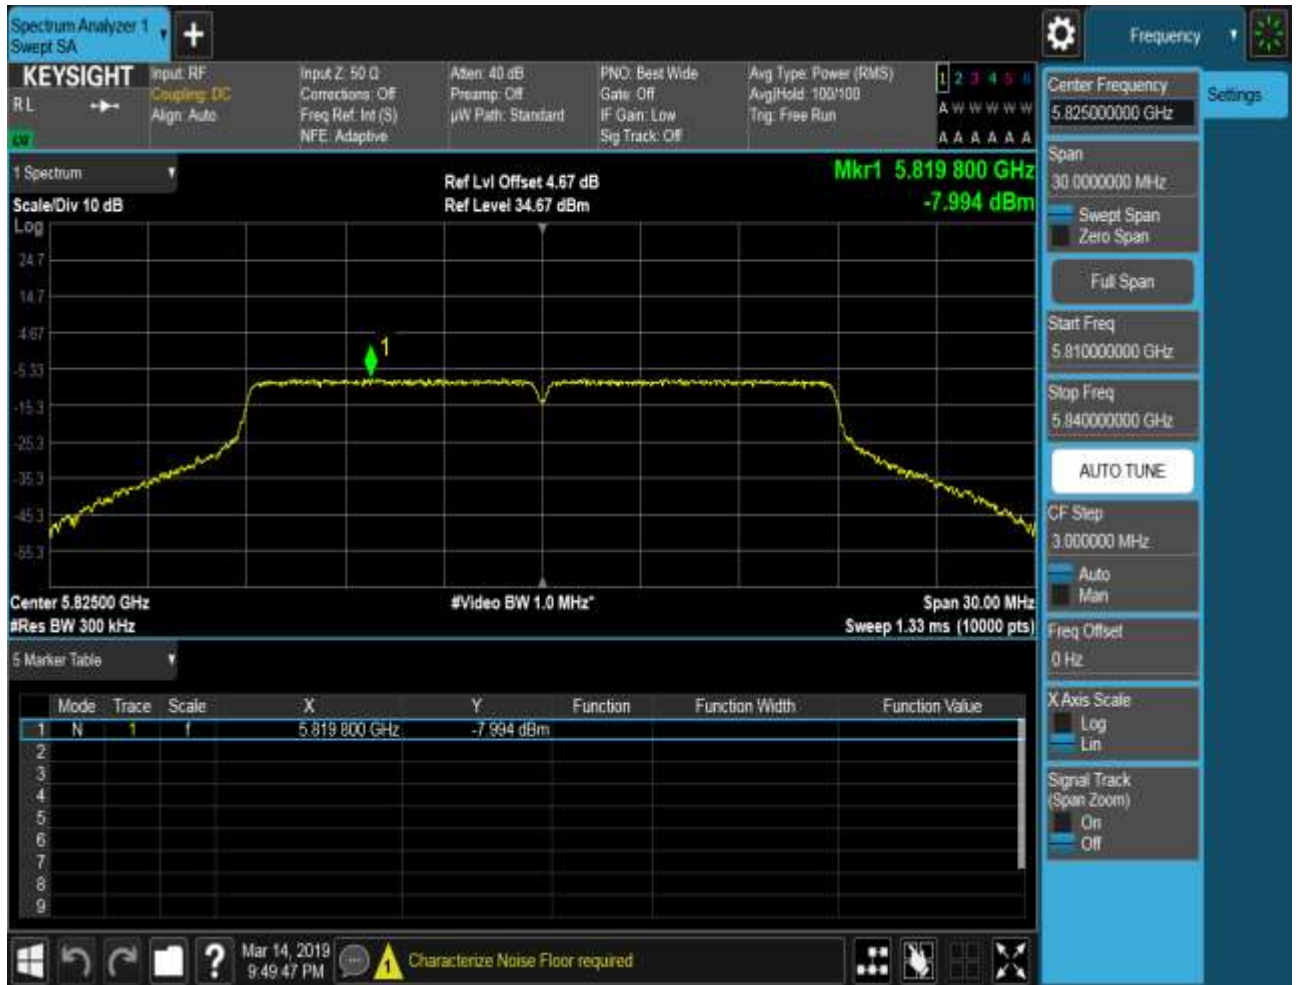 Spectrum Analyzer 1
Swept SA
Frequency
KEYSIGHT
RL
Input: RF
Coupling: DC
Align: Auto
Input Z: 50 Ω
Corrections: Off
Freq Ref: Int (S)
NFE: Adaptive
Atten: 40 dB
Preamp: Off
µW Path: Standard
PNO: Best Wide
Gate: Off
IF Gain: Low
Sig Track: Off
Avg Type: Power (RMS)
Avg|Hold: 100/100
Trig: Free Run
1 2 3 4 5 6
A W W W W W
A A A A A A
1 Spectrum
Scale/Div 10 dB
Ref Lvl Offset 4.67 dB
Ref Level 34.67 dBm
Mkr1 5.819 800 GHz
-7.994 dBm
Log
24.7
14.7
4.67
-5.33
-15.3
-25.3
-35.3
-45.3
-55.3
1
Center 5.82500 GHz
#Res BW 300 kHz
#Video BW 1.0 MHz*
Span 30.00 MHz
Sweep 1.33 ms (10000 pts)
5 Marker Table
Mode Trace Scale X Y Function Function Width Function Value
1 N 1 f 5.819 800 GHz -7.994 dBm
2
3
4
5
6
7
8
9
Center Frequency
5.825000000 GHz
Settings
Span
30.0000000 MHz
Swept Span
Zero Span
Full Span
Start Freq
5.810000000 GHz
Stop Freq
5.840000000 GHz
AUTO TUNE
CF Step
3.000000 MHz
Auto
Man
Freq Offset
0 Hz
X Axis Scale
Log
Lin
Signal Track
(Span Zoom)
On
Off
?
Mar 14, 2019
9:49:47 PM
1
Characterize Noise Floor required